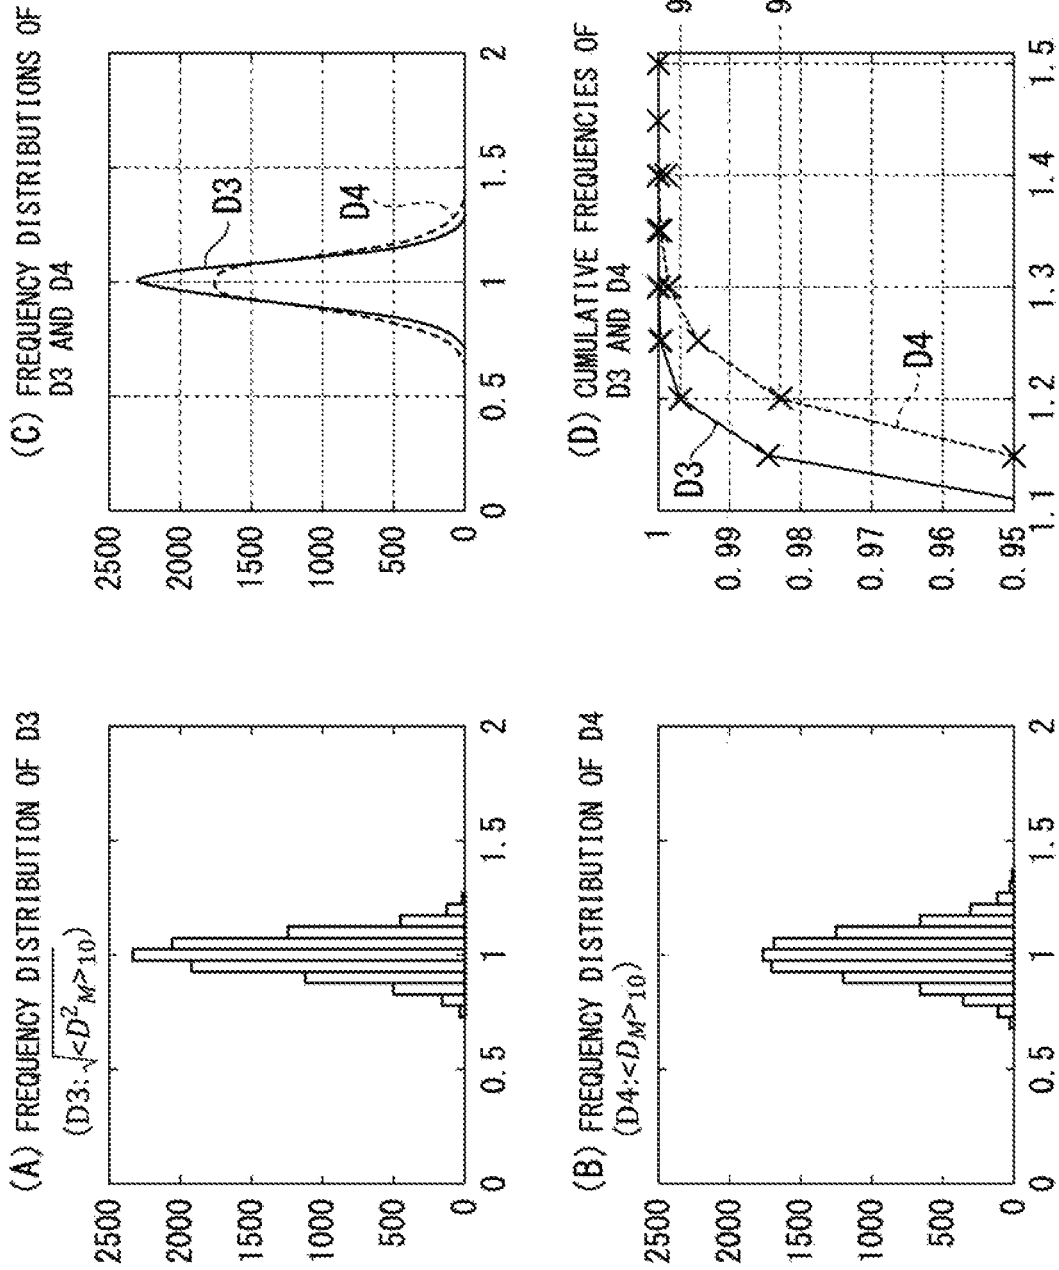 (A) FREQUENCY DISTRIBUTION OF D3
(D3:√<D²M>10)
2500
2000
1500
1000
500
0
0 0.5 1 1.5 2
(B) FREQUENCY DISTRIBUTION OF D4
(D4:<DM>10)
2500
2000
1500
1000
500
0
0 0.5 1 1.5 2
(C) FREQUENCY DISTRIBUTIONS OF
D3 AND D4
2500
2000
1500
1000
500
0
D3
D4
0 0.5 1 1.5 2
(D) CUMULATIVE FREQUENCIES OF
D3 AND D4
1
0.99
0.98
0.97
0.96
0.95
D3
D4
9
9
1.1 1.2 1.3 1.4 1.5